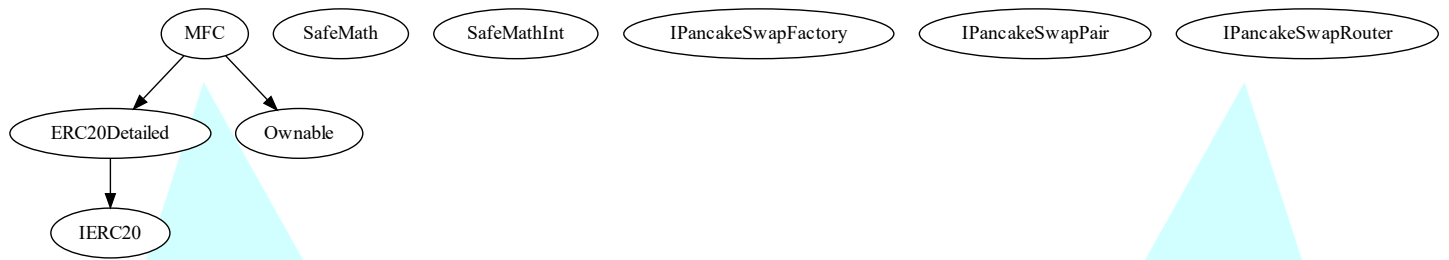 MFC
SafeMath
SafeMathInt
IPancakeSwapFactory
IPancakeSwapPair
IPancakeSwapRouter
ERC20Detailed
Ownable
IERC20